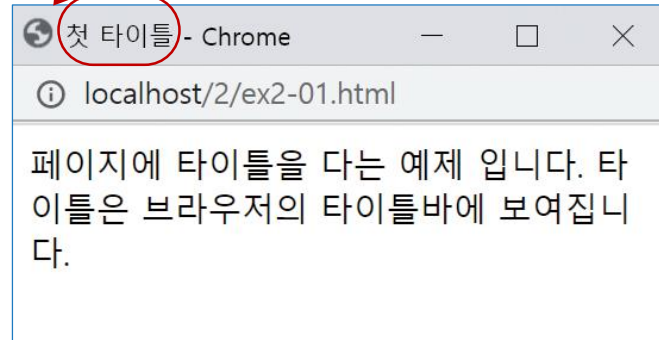 첫 타이틀 - Chrome
localhost/2/ex2-01.html
페이지에 타이틀을 다는 예제 입니다. 타
이틀은 브라우저의 타이틀바에 보여집니
다.